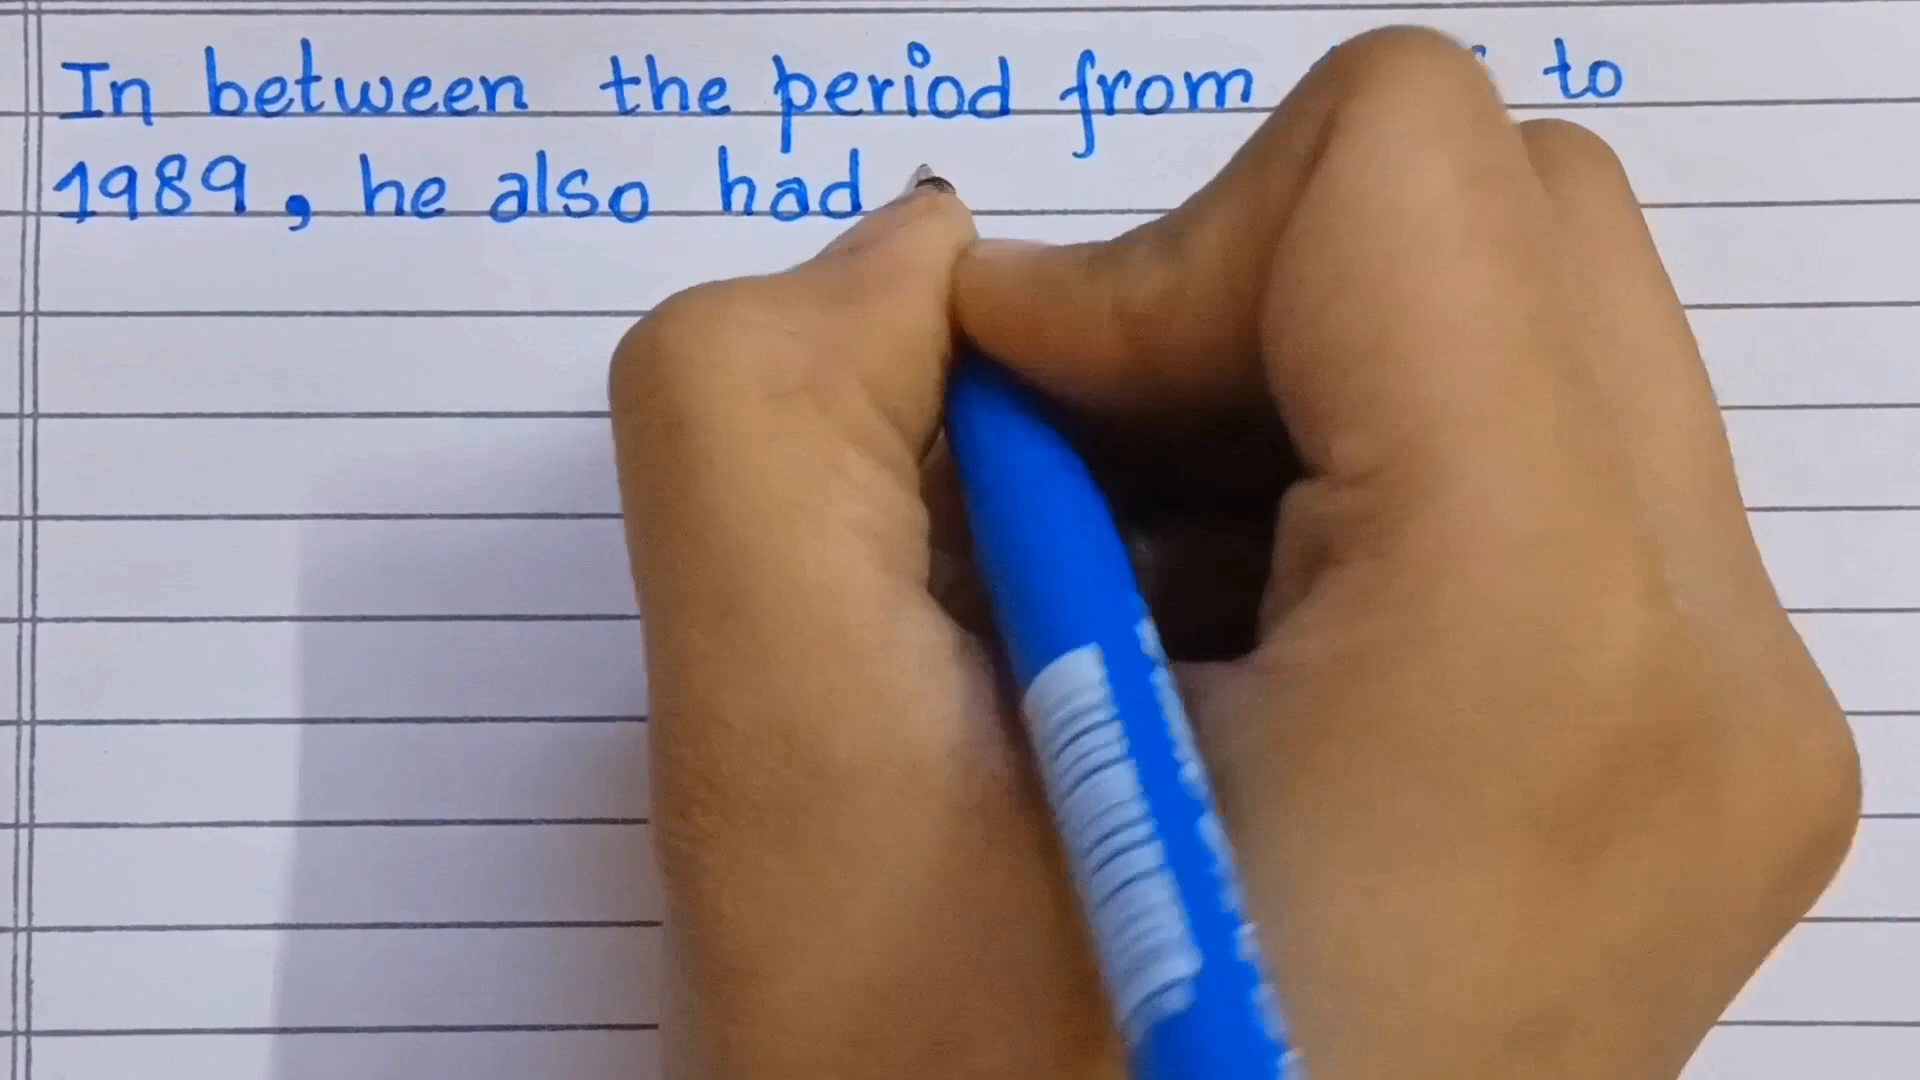 In between the period from to
1989, he also had